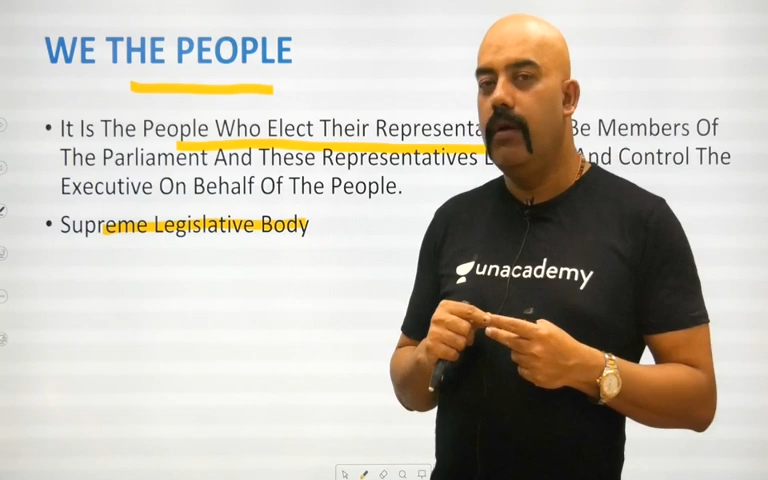 WE THE PEOPLE
• It Is The People Who Elect Their Be Members Of
The Parliament And These Representatives And Control The
Executive On Behalf Of The People.
• Supreme Legislative Body
unacademy